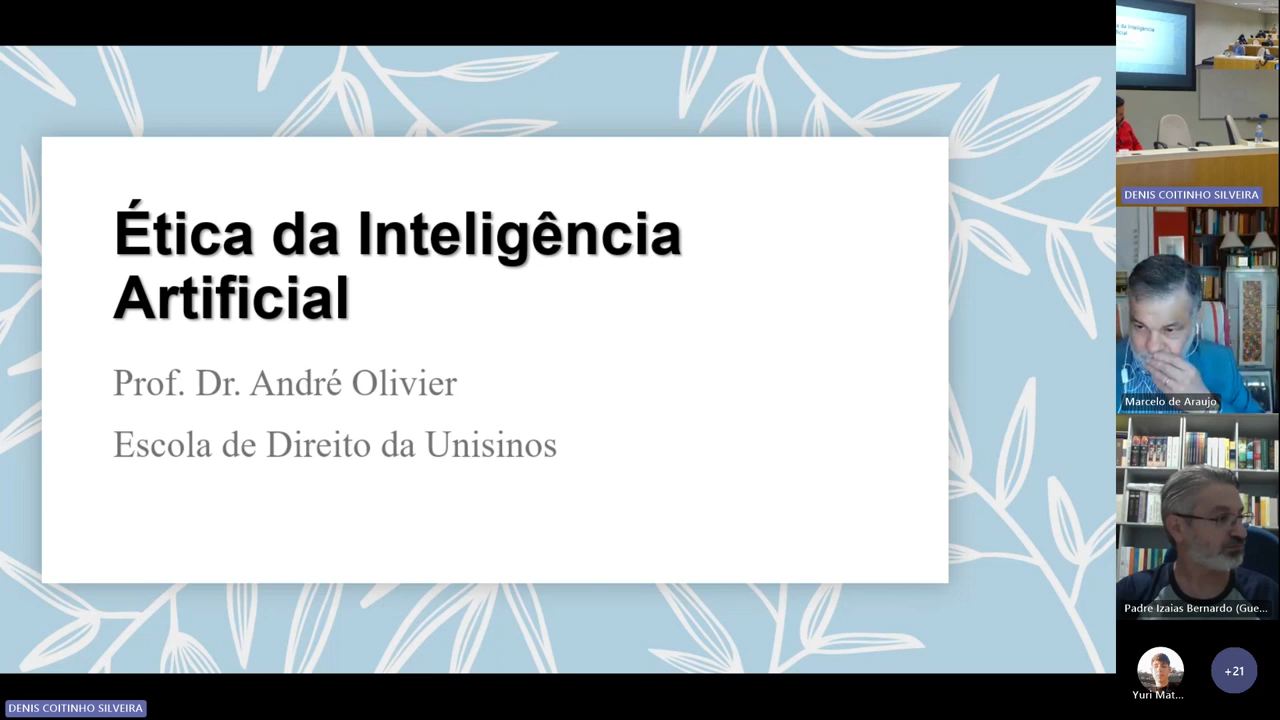 Ética da Inteligência
Artificial
Prof. Dr. André Olivier
Escola de Direito da Unisinos
DENIS COITINHO SILVEIRA
DENIS COITINHO SILVEIRA
Marcelo de Araujo
Padre Izaias Bernardo (Gue...
Yuri Mat...
+21